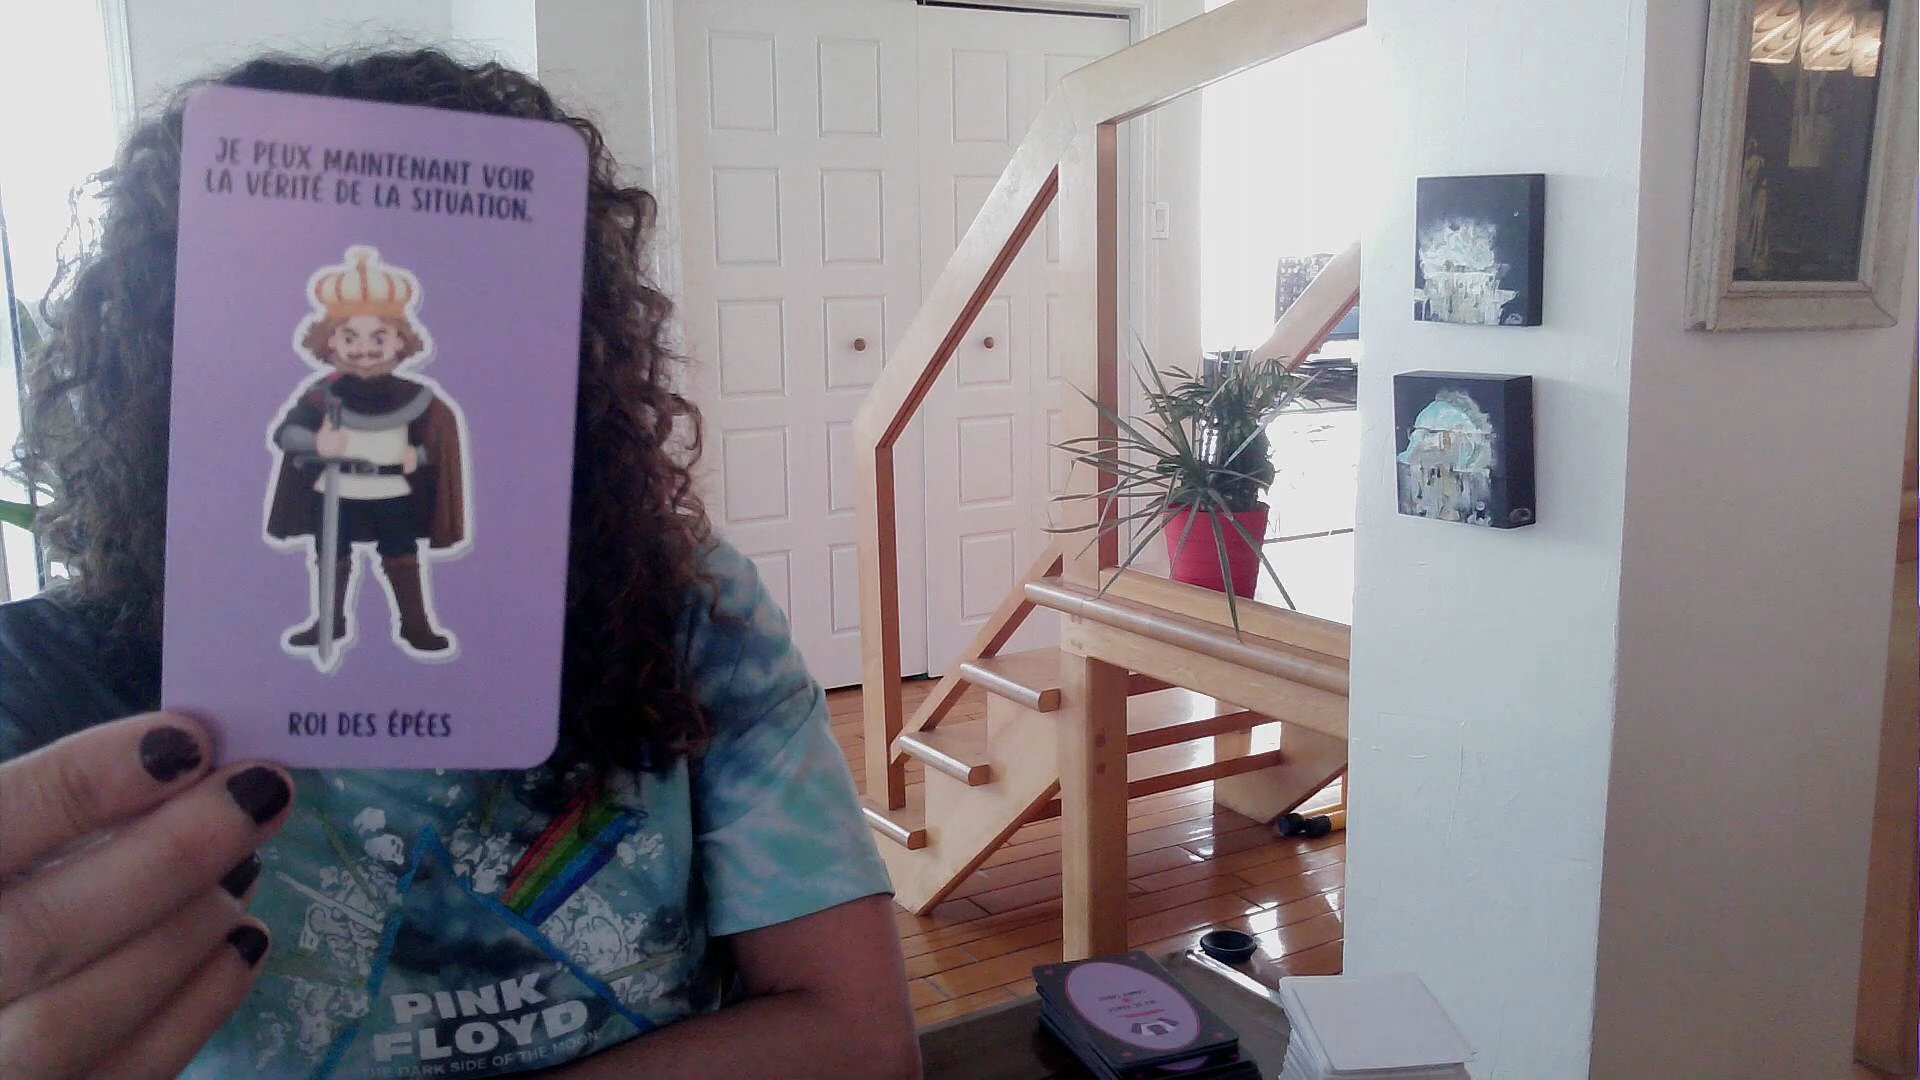 JE PEUX MAINTENANT VOIR
LA VÉRITÉ DE LA SITUATION.
ROI DES ÉPÉES
PINK
FLOYD
THE DARK SIDE OF THE MOON